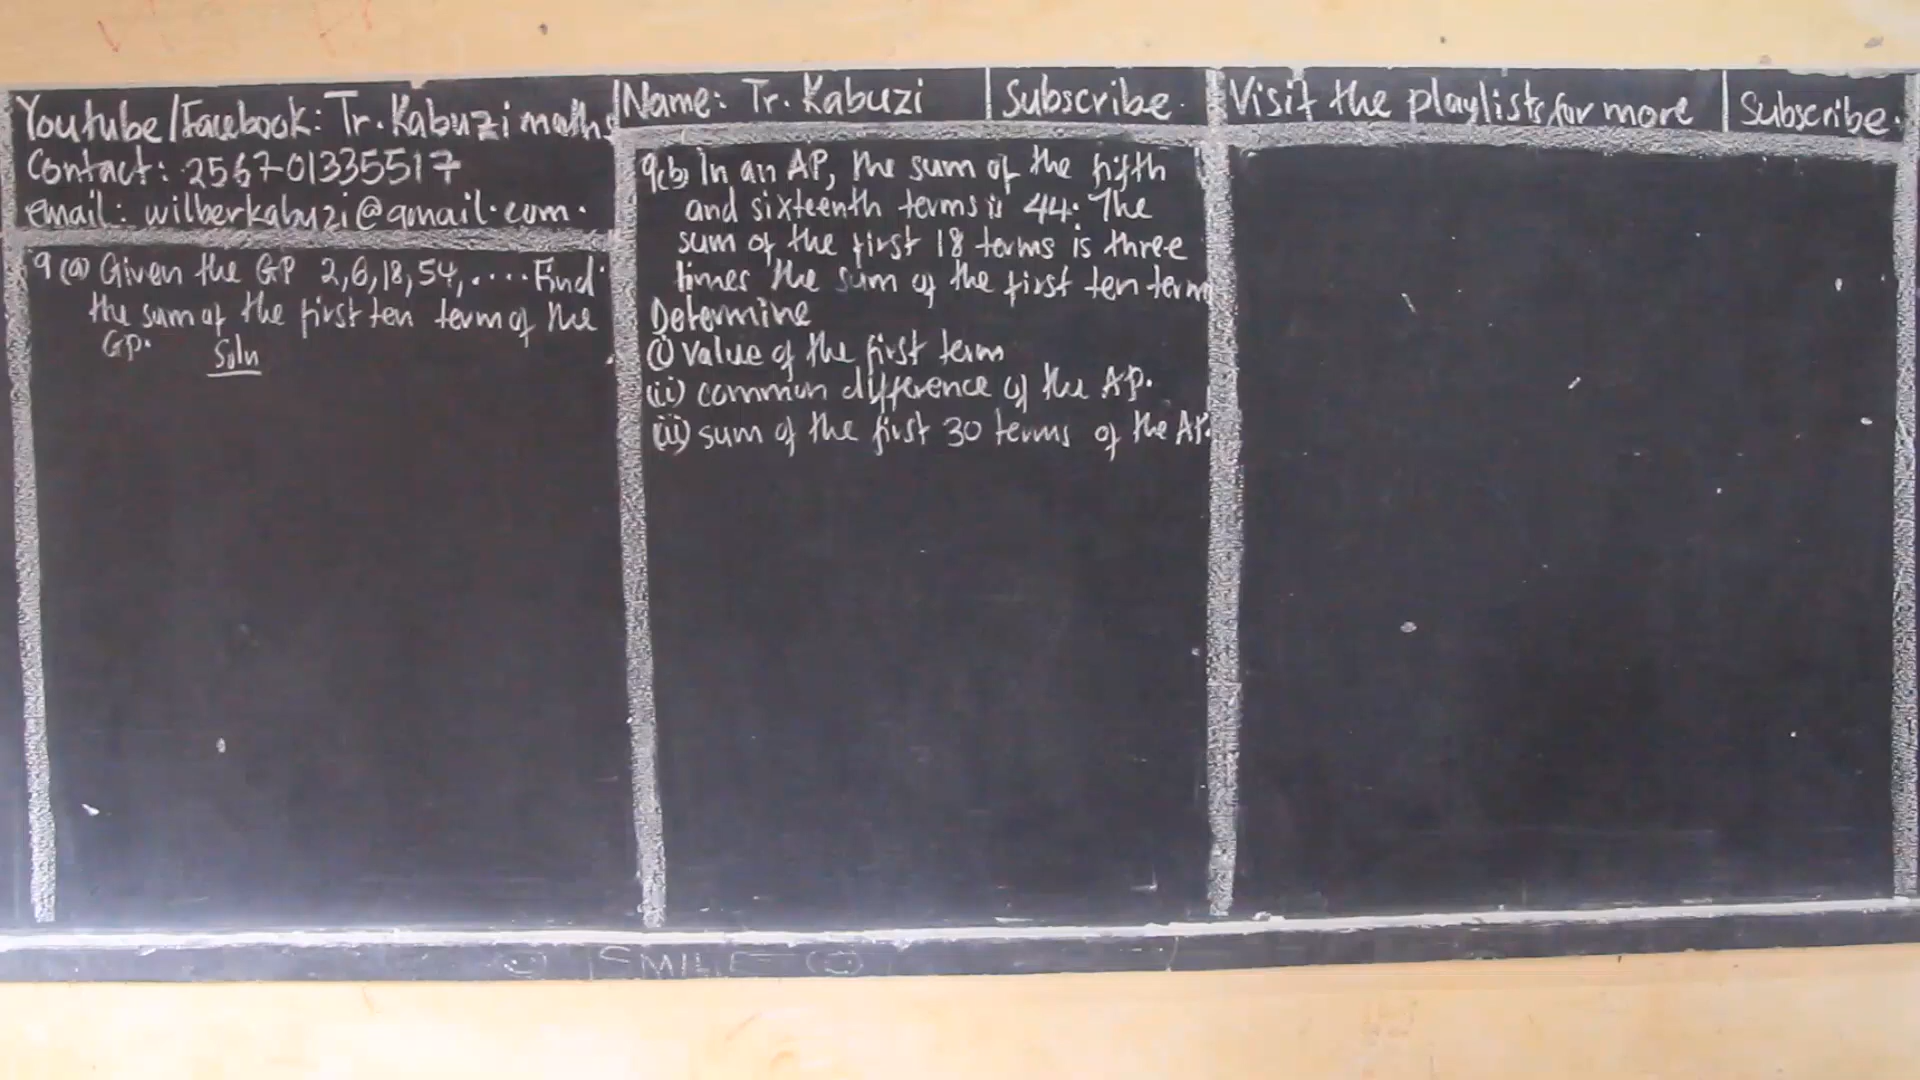 Youtube/Facebook: Tr. Kabuzi maths
Contact: 256701335517
email: wilberkabuzi@gmail.com.
9(a) Given the GP 2,6,18,54,.... Find
the sum of the first ten term of the
GP.
Soln
Name: Tr. Kabuzi | Subscribe.
9(b) In an AP, the sum of the fifth
and sixteenth terms is 44. The
sum of the first 18 terms is three
times the sum of the first ten term
Determine
(i) value of the first term
(ii) common difference of the AP.
(iii) sum of the first 30 terms of the AP.
Visit the playlists for more | Subscribe.
SMILE